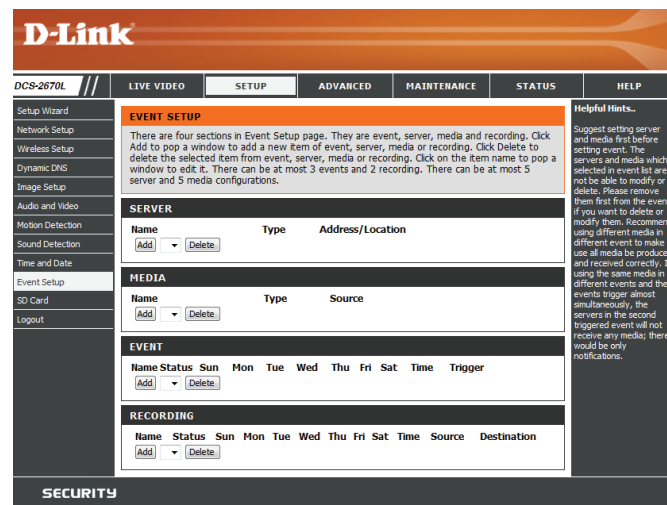 D-Link
DCS-2670L // LIVE VIDEO SETUP ADVANCED MAINTENANCE STATUS HELP
Setup Wizard
Network Setup
Wireless Setup
Dynamic DNS
Image Setup
Audio and Video
Motion Detection
Sound Detection
Time and Date
Event Setup
SD Card
Logout
EVENT SETUP
There are four sections in Event Setup page. They are event, server, media and recording. Click
Add to pop a window to add a new item of event, server, media or recording. Click Delete to
delete the selected item from event, server, media or recording. Click on the item name to pop a
window to edit it. There can be at most 3 events and 2 recording. There can be at most 5
server and 5 media configurations.
SERVER
Name Type Address/Location
Add Delete
MEDIA
Name Type Source
Add Delete
EVENT
Name Status Sun Mon Tue Wed Thu Fri Sat Time Trigger
Add Delete
RECORDING
Name Status Sun Mon Tue Wed Thu Fri Sat Time Source Destination
Add Delete
Helpful Hints..
Suggest setting server
and media first before
setting event. The
servers and media which
selected in event list are
not be able to modify or
delete. Please remove
them first from the even
if you want to delete or
modify them. Recommen
using different media in
different event to make
use all media be produce
and received correctly. I
using the same media in
different events and the
events trigger almost
simultaneously, the
servers in the second
triggered event will not
receive any media; there
would be only
notifications.
SECURITY